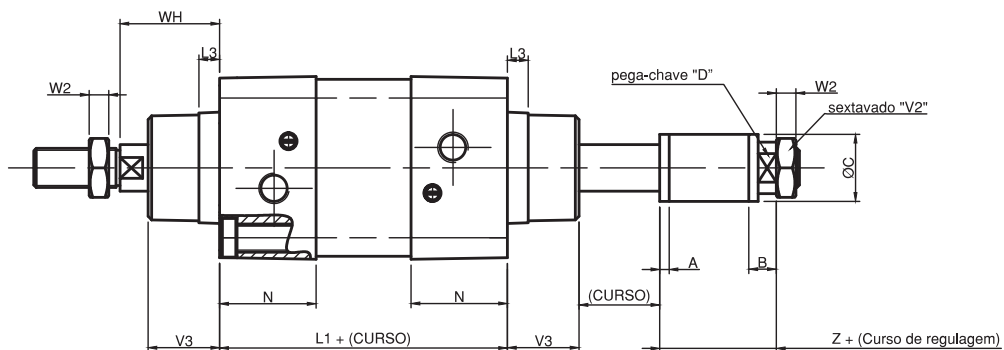 WH
L3
L3
W2
pega-chave "D"
W2
sextavado "V2"
ØC
A
B
N
N
(CURSO)
V3
L1 + (CURSO)
V3
Z + (Curso de regulagem)